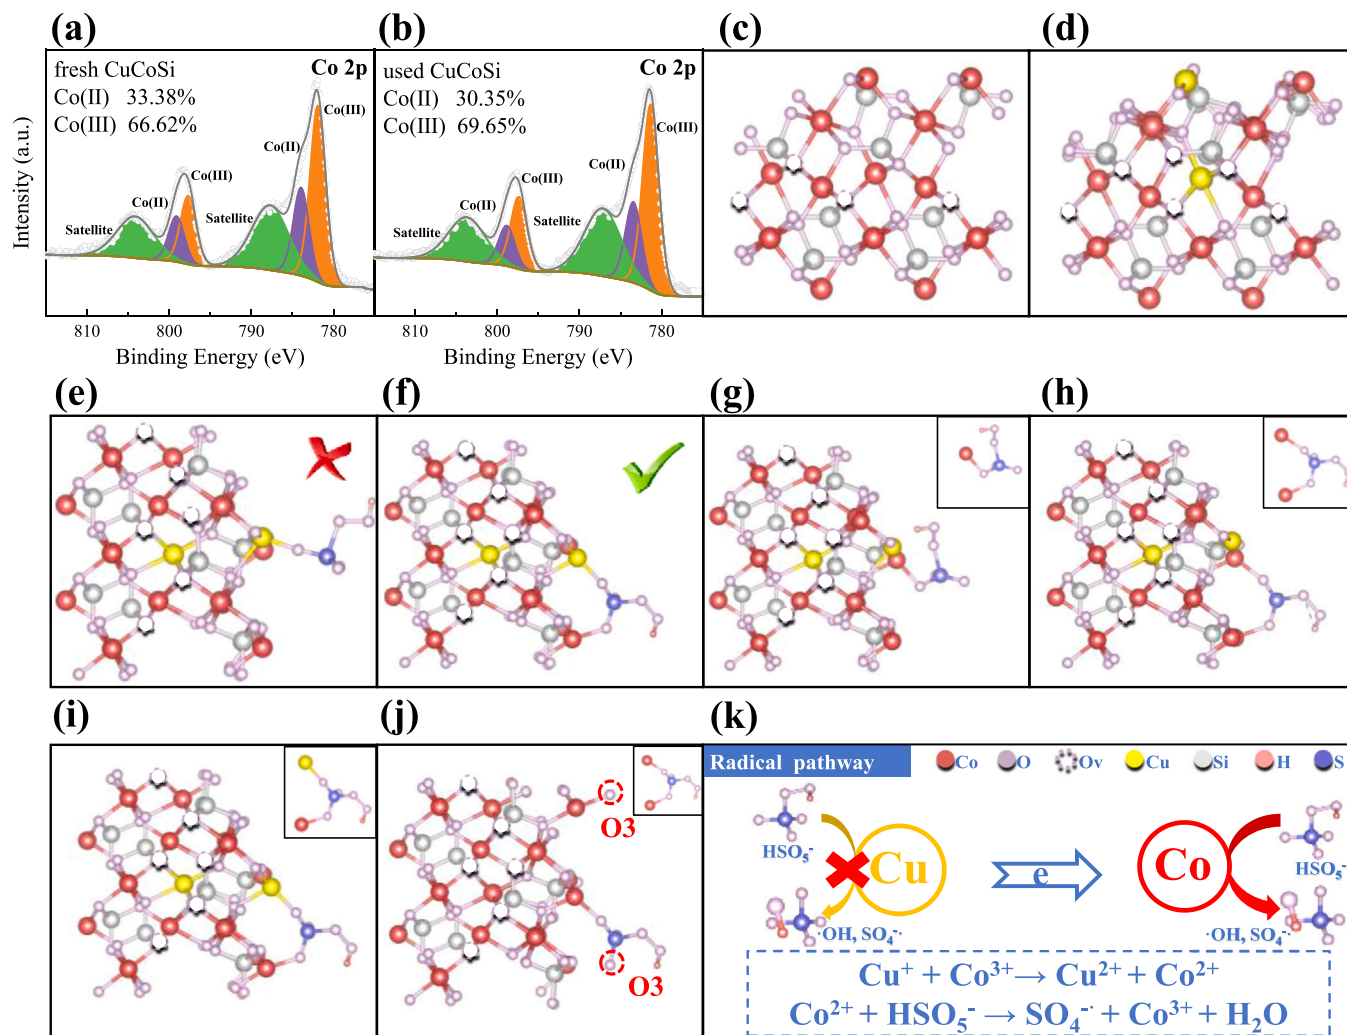 (a)
fresh CuCoSi
Co 2p
Co(II) 33.38%
Co(III) 66.62%
Co(III)
Co(II)
Co(III)
Co(II)
Satellite
Satellite
Intensity (a.u.)
810 800 790 780
Binding Energy (eV)
(b)
used CuCoSi
Co 2p
Co(II) 30.35%
Co(III) 69.65%
Co(III)
Co(II)
Co(III)
Co(II)
Satellite
Satellite
810 800 790 780
Binding Energy (eV)
(c)
(d)
(e)
(f)
(g)
(h)
(i)
(j)
O3
O3
(k)
Radical pathway
Co O Ov Cu Si H S
HSO₅⁻
Cu
·OH, SO₄⁻·
e
Co
HSO₅⁻
·OH, SO₄⁻·
Cu⁺ + Co³⁺→ Cu²⁺ + Co²⁺
Co²⁺ + HSO₅⁻ → SO₄⁻· + Co³⁺ + H₂O